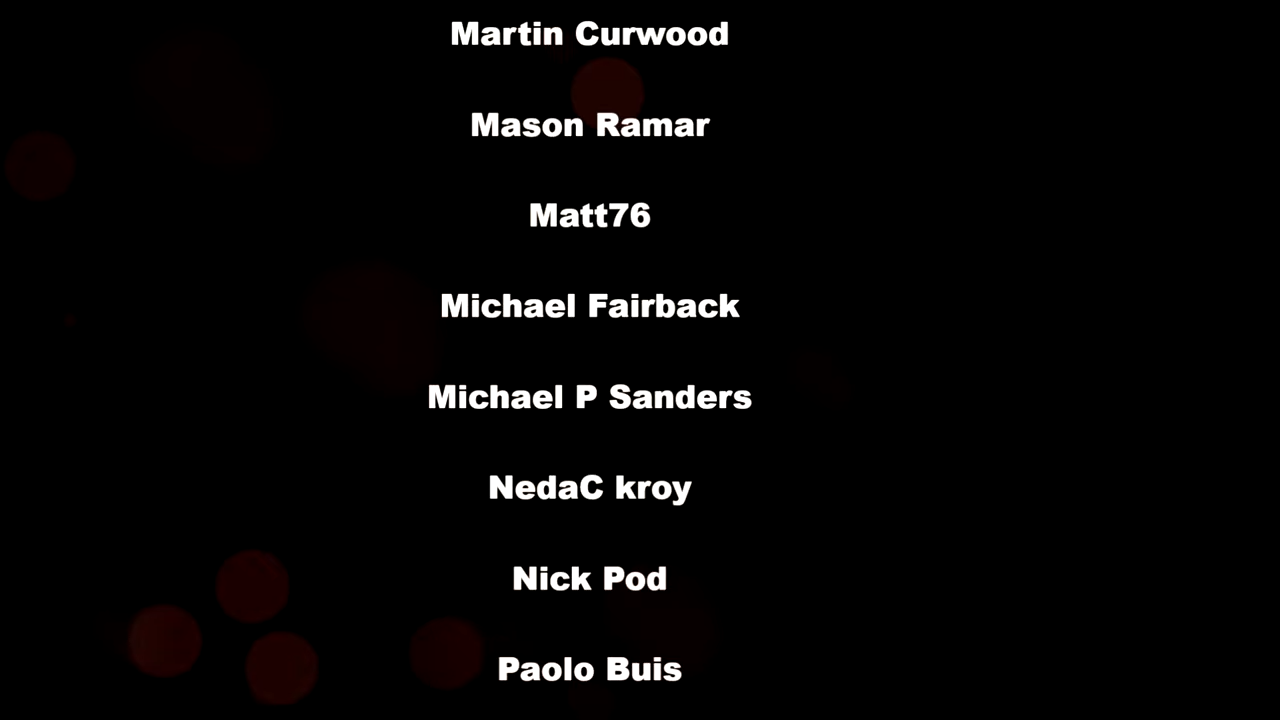 Martin Curwood
Mason Ramar
Matt76
Michael Fairback
Michael P Sanders
NedaC kroy
Nick Pod
Paolo Buis